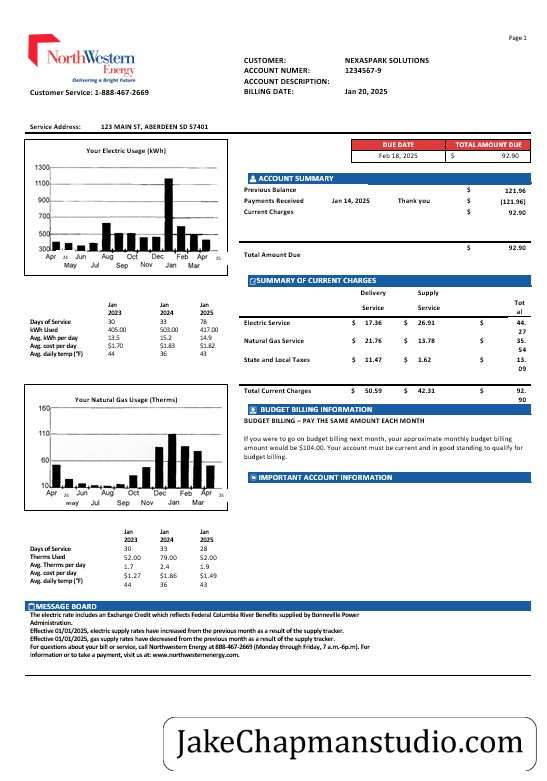 Page 1
NorthWestern
Energy
Delivering a Bright Future
Customer Service: 1-888-467-2669
CUSTOMER: NEXASPARK SOLUTIONS
ACCOUNT NUMER: 1234567-9
ACCOUNT DESCRIPTION:
BILLING DATE: Jan 20, 2025
Service Address: 123 MAIN ST, ABERDEEN SD 57401
DUE DATE TOTAL AMOUNT DUE
Feb 18, 2025 $ 92.90
Your Electric Usage (kWh)
1300
1100
900
700
500
300
Apr Jun Aug Oct Dec Feb Apr
May Jul Sep Nov Jan Mar
ACCOUNT SUMMARY
Previous Balance $ 121.96
Payments Received Jan 14, 2025 Thank you $ (121.96)
Current Charges $ 92.90
$ 92.90
Total Amount Due
SUMMARY OF CURRENT CHARGES
Delivery Supply
Service Service Tot
al
Electric Service $ 17.36 $ 26.91 $ 44.
27
Natural Gas Service $ 21.76 $ 13.78 $ 35.
54
State and Local Taxes $ 11.47 $ 1.62 $ 13.
09
Total Current Charges $ 50.59 $ 42.31 $ 92.
90
Jan Jan Jan
2023 2024 2025
Days of Service 30 33 78
kWh Used 405.00 503.00 417.00
Avg. kWh per day 13.5 15.2 14.9
Avg. cost per day $1.70 $1.83 $1.82
Avg. daily temp (°F) 44 36 43
BUDGET BILLING INFORMATION
BUDGET BILLING – PAY THE SAME AMOUNT EACH MONTH
If you were to go on budget billing next month, your approximate monthly budget billing
amount would be $104.00. Your account must be current and in good standing to qualify for
budget billing.
IMPORTANT ACCOUNT INFORMATION
Your Natural Gas Usage (Therms)
160
110
60
10
Apr Jun Aug Oct Dec Feb Apr
may Jul Sep Nov Jan Mar
Jan Jan Jan
2023 2024 2025
Days of Service 30 33 28
Therms Used 52.00 79.00 52.00
Avg. Therms per day 1.7 2.4 1.9
Avg. cost per day $1.27 $1.86 $1.49
Avg. daily temp (°F) 44 36 43
MESSAGE BOARD
The electric rate includes an Exchange Credit which reflects Federal Columbia River Benefits supplied by Bonneville Power
Administration.
Effective 01/01/2025, electric supply rates have increased from the previous month as a result of the supply tracker.
Effective 01/01/2025, gas supply rates have decreased from the previous month as a result of the supply tracker.
For questions about your bill or service, call Northwestern Energy at 888-467-2669 (Monday through Friday, 7 a.m.-6p.m). For
information or to take a payment, visit us at: www.northwesternenergy.com.
JakeChapmanstudio.com